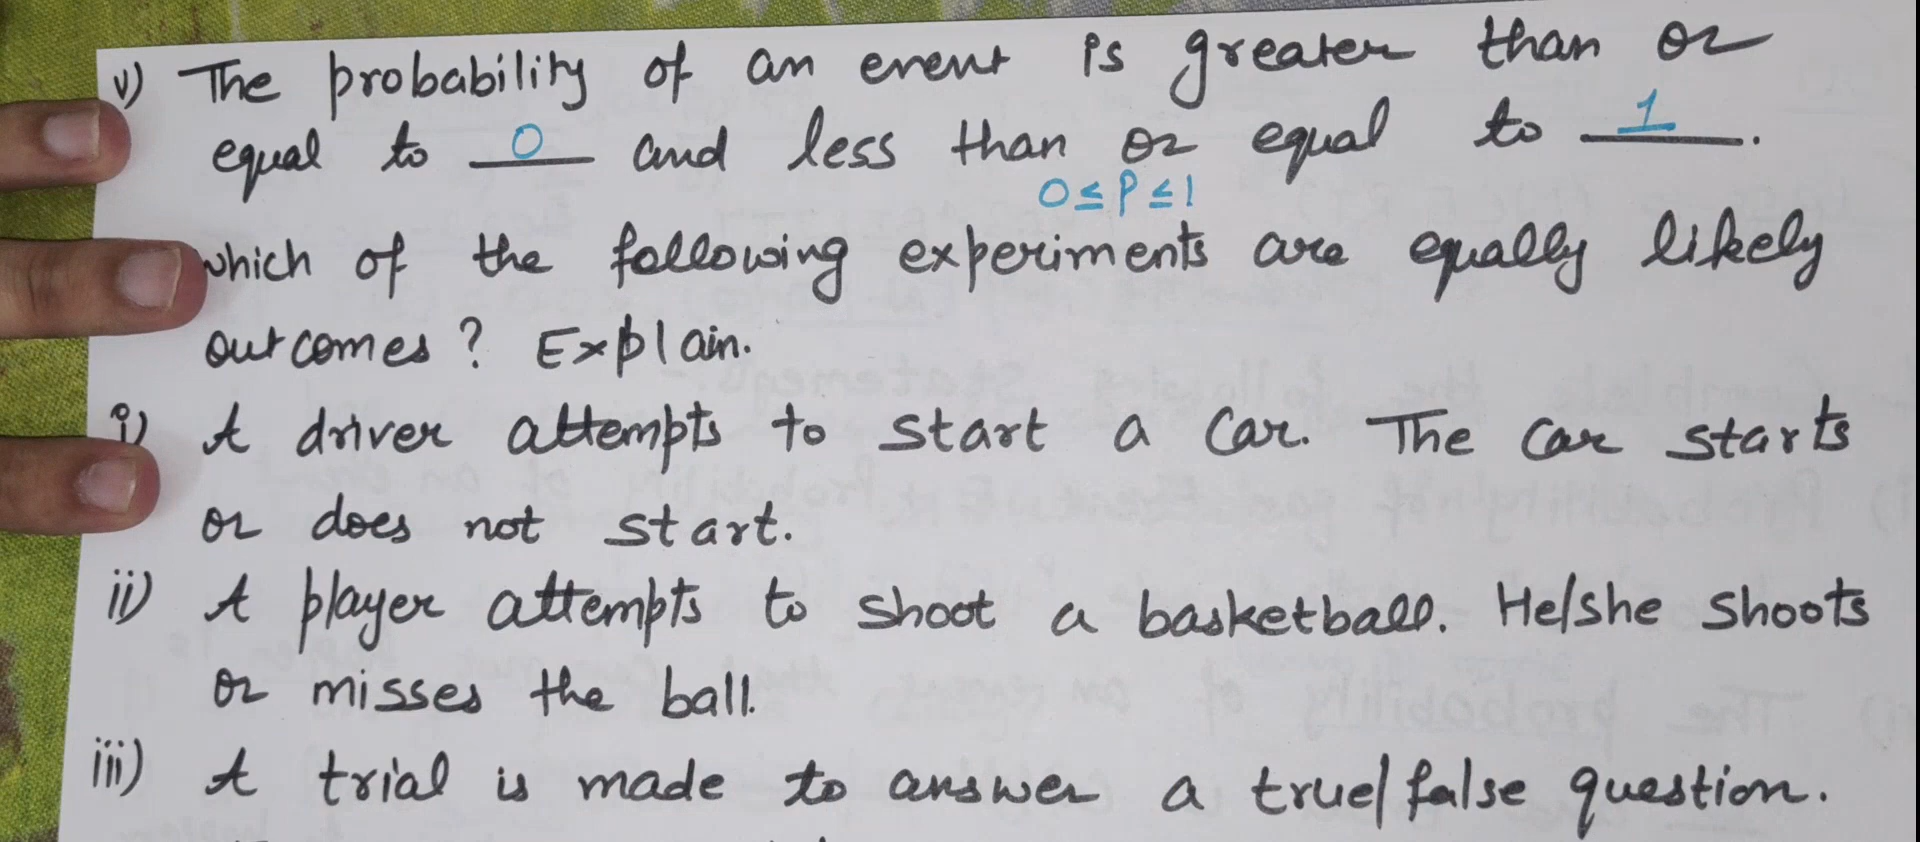 v) The probability of an event is greater than or
equal to 0 and less than or equal to 1.
0 ≤ P ≤ 1
which of the following experiments are equally likely
outcomes? Explain.
i) A driver attempts to start a car. The car starts
or does not start.
ii) A player attempts to shoot a basketball. He/she shoots
or misses the ball.
iii) A trial is made to answer a true/false question.